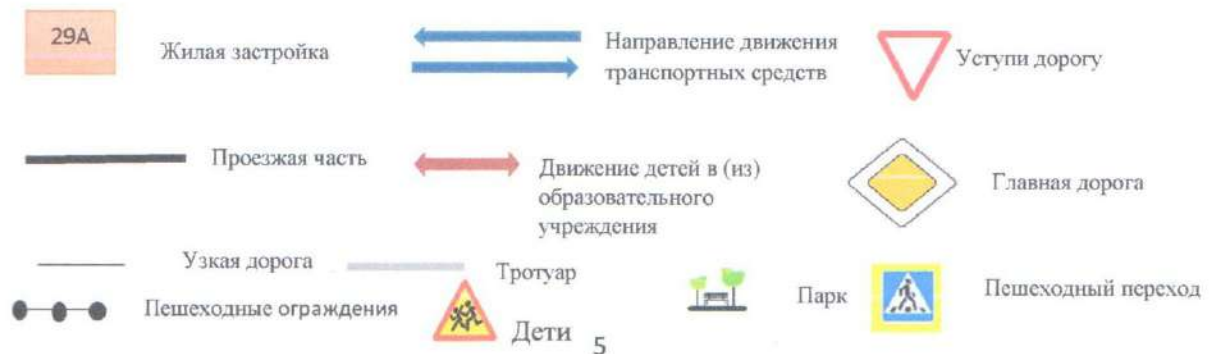 29А
Жилая застройка
Направление движения
транспортных средств
Уступи дорогу
Проезжая часть
Движение детей в (из)
образовательного
учреждения
Главная дорога
Узкая дорога
Тротуар
Пешеходные ограждения
Дети
Парк
Пешеходный переход
5